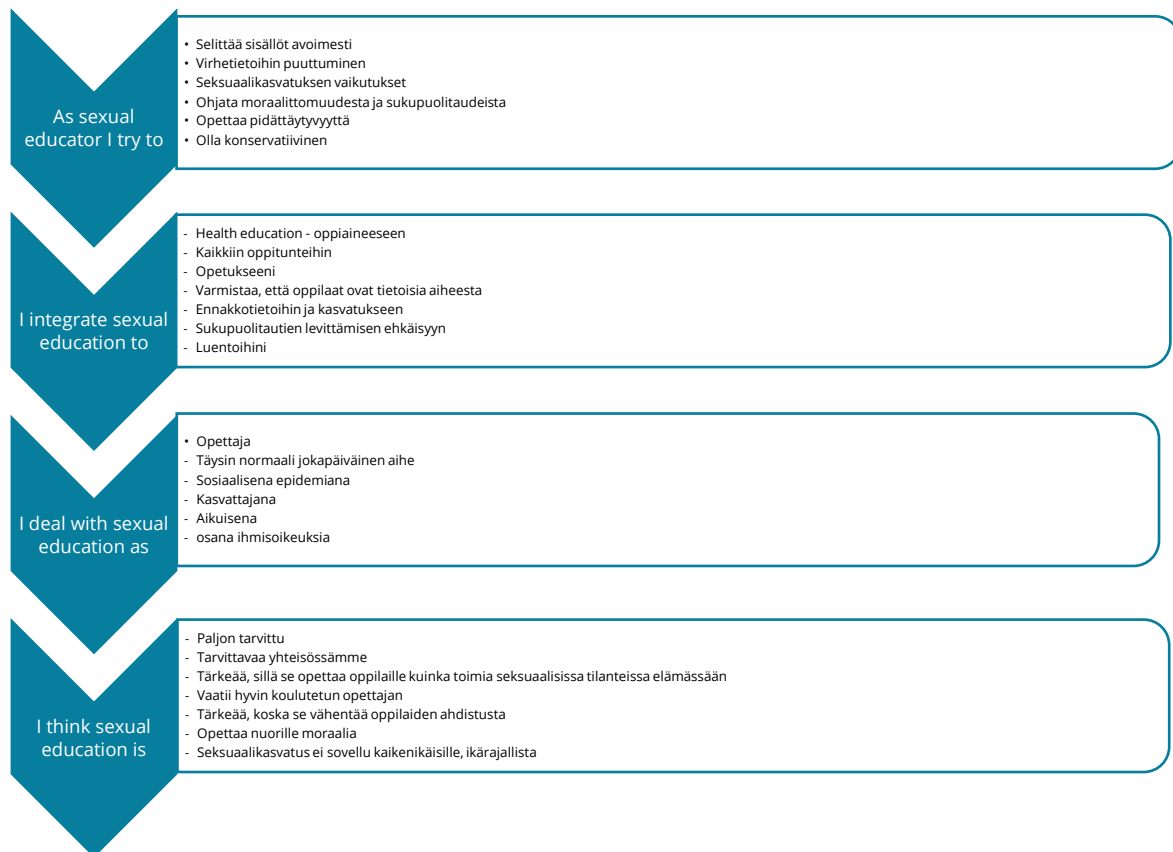 As sexual
educator I try to
• Selittää sisällöt avoimesti
• Virhetietoihin puuttuminen
• Seksuaalikasvatuksen vaikutukset
• Ohjata moraalittomuudesta ja sukupuolitaudeista
• Opettaa pidättäytyvyyttä
• Olla konservatiivinen
I integrate sexual
education to
- Health education - oppiaineeseen
- Kaikkiin oppitunteihin
- Opetukseeni
- Varmistaa, että oppilaat ovat tietoisia aiheesta
- Ennakkotietoihin ja kasvatukseen
- Sukupuolitautien levittämisen ehkäisyyn
- Luentoihini
I deal with sexual
education as
• Opettaja
- Täysin normaali jokapäiväinen aihe
- Sosiaalisena epidemiana
- Kasvattajana
- Aikuisena
- osana ihmisoikeuksia
I think sexual
education is
- Paljon tarvittu
- Tarvittavaa yhteisössämme
- Tärkeää, sillä se opettaa oppilaille kuinka toimia seksuaalisissa tilanteissa elämässään
- Vaatii hyvin koulutetun opettajan
- Tärkeää, koska se vähentää oppilaiden ahdistusta
- Opettaa nuorille moraalia
- Seksuaalikasvatus ei sovellu kaikenikäisille, ikärajallista